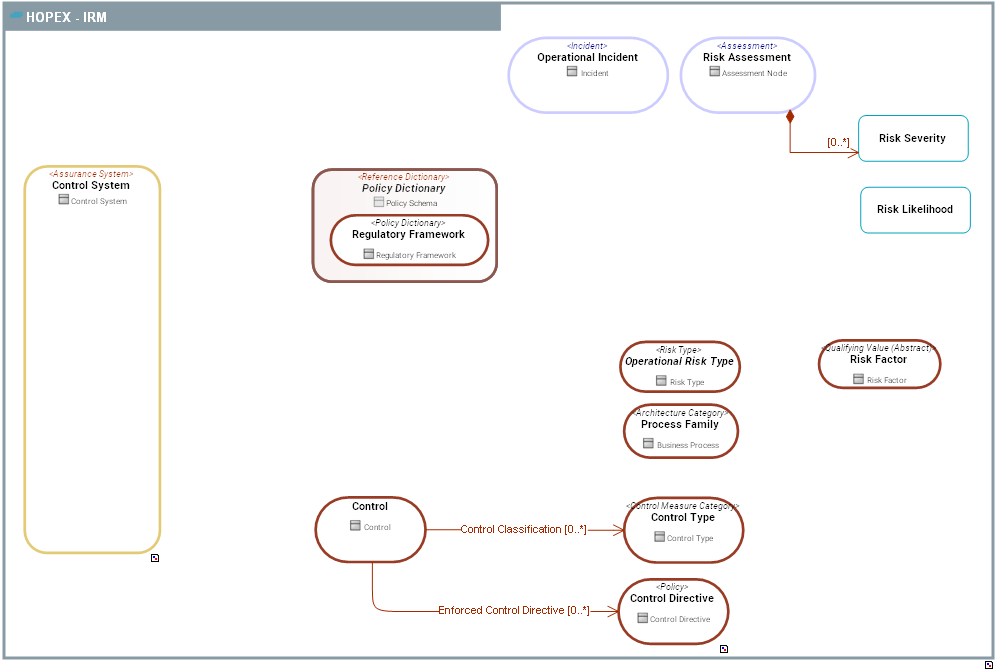 HOPEX - IRM
<Incident>
Operational Incident
Incident
<Assessment>
Risk Assessment
Assessment Node
[0..*]
Risk Severity
Risk Likelihood
<Assurance System>
Control System
Control System
<Reference Dictionary>
Policy Dictionary
Policy Schema
<Policy Dictionary>
Regulatory Framework
Regulatory Framework
<Risk Type>
Operational Risk Type
Risk Type
<Qualifying Value (Abstract)>
Risk Factor
Risk Factor
<Architecture Category>
Process Family
Business Process
Control
Control
Control Classification [0..*]
<Control Measure Category>
Control Type
Control Type
Enforced Control Directive [0..*]
<Policy>
Control Directive
Control Directive